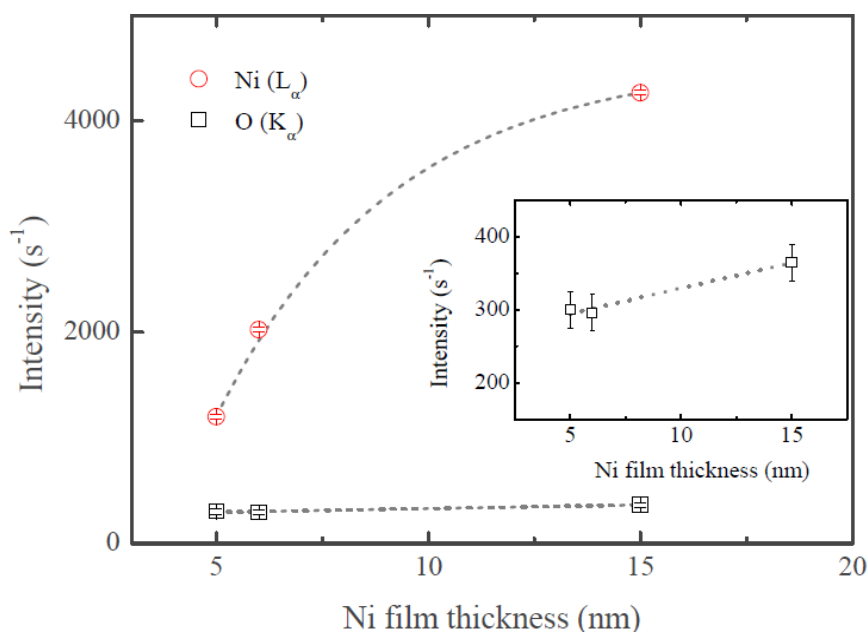 Ni (Lα)
O (Kα)
Intensity (s⁻¹)
4000
2000
0
5
10
15
20
Ni film thickness (nm)
Intensity (s⁻¹)
400
300
200
5
10
15
Ni film thickness (nm)